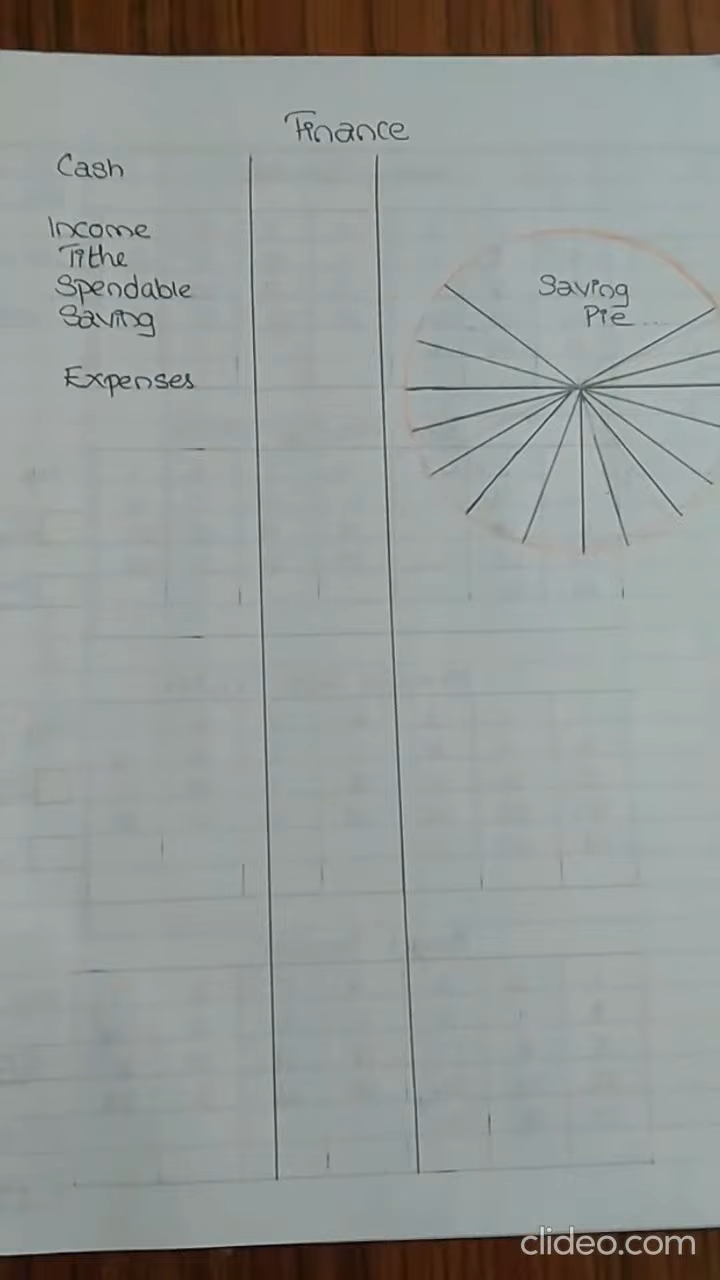 Finance
Cash
Income
Tithe
Spendable
Saving
Expenses
Saving
Pie...
clideo.com